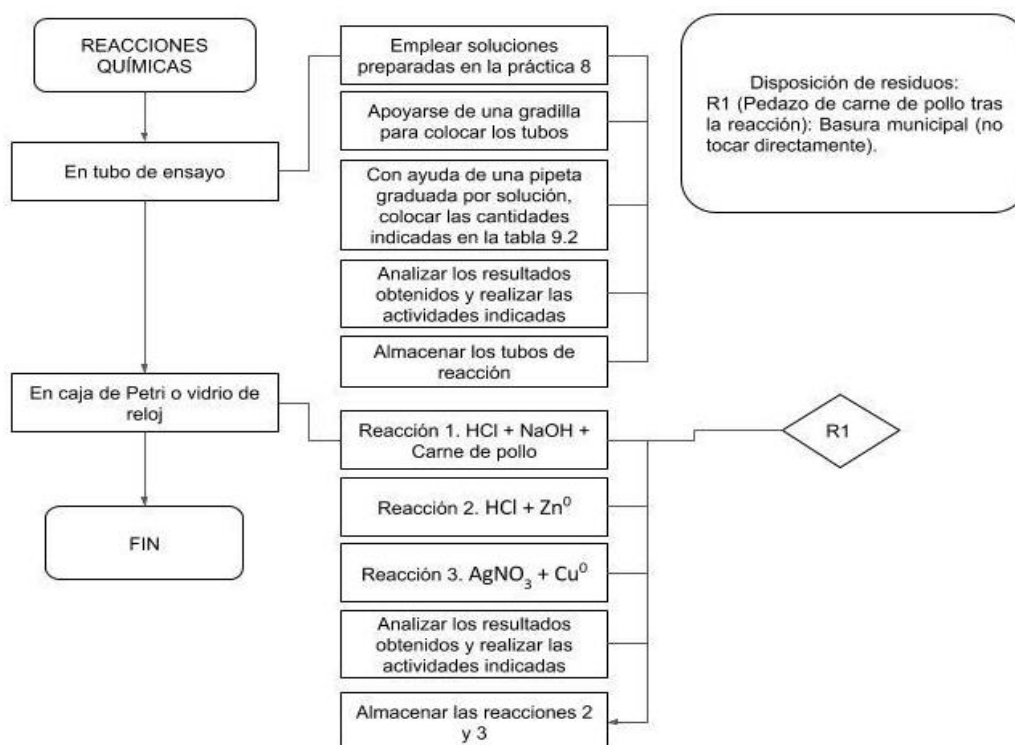 REACCIONES
QUÍMICAS
En tubo de ensayo
Emplear soluciones
preparadas en la práctica 8
Apoyarse de una gradilla
para colocar los tubos
Con ayuda de una pipeta
graduada por solución,
colocar las cantidades
indicadas en la tabla 9.2
Analizar los resultados
obtenidos y realizar las
actividades indicadas
Almacenar los tubos de
reacción
Disposición de residuos:
R1 (Pedazo de carne de pollo tras
la reacción): Basura municipal (no
tocar directamente).
En caja de Petri o vidrio de
reloj
Reacción 1. HCl + NaOH +
Carne de pollo
R1
Reacción 2. HCl + Zn⁰
Reacción 3. AgNO₃ + Cu⁰
Analizar los resultados
obtenidos y realizar las
actividades indicadas
Almacenar las reacciones 2
y 3
FIN